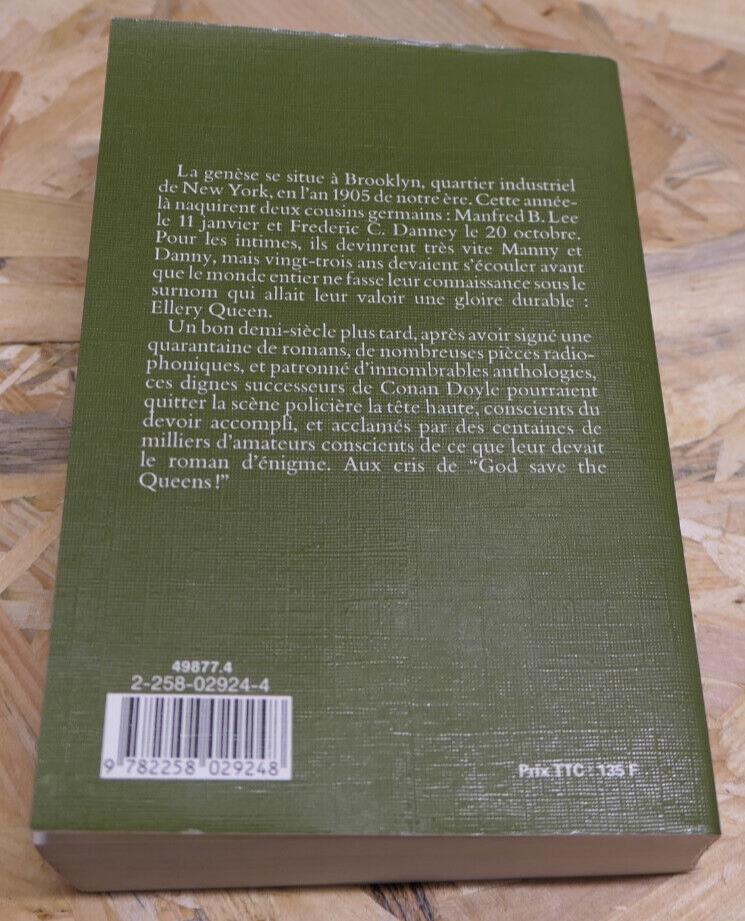 La genèse se situe à Brooklyn, quartier industriel
de New York, en l'an 1905 de notre ère. Cette année-
là naquirent deux cousins germains : Manfred B. Lee
le 11 janvier et Frederic C. Danney le 20 octobre.
Pour les intimes, ils devinrent très vite Manny et
Danny, mais vingt-trois ans devaient s'écouler avant
que le monde entier ne fasse leur connaissance sous le
surnom qui allait leur valoir une gloire durable :
Ellery Queen.
Un bon demi-siècle plus tard, après avoir signé une
quarantaine de romans, de nombreuses pièces radio-
phoniques, et patronné d'innombrables anthologies,
ces dignes successeurs de Conan Doyle pourraient
quitter la scène policière la tête haute, conscients du
devoir accompli, et acclamés par des centaines de
milliers d'amateurs conscients de ce que leur devait
le roman d'énigme. Aux cris de “God save the
Queens !”
49877.4
2-258-02924-4
9 782258 029248
Prix TTC : 135 F